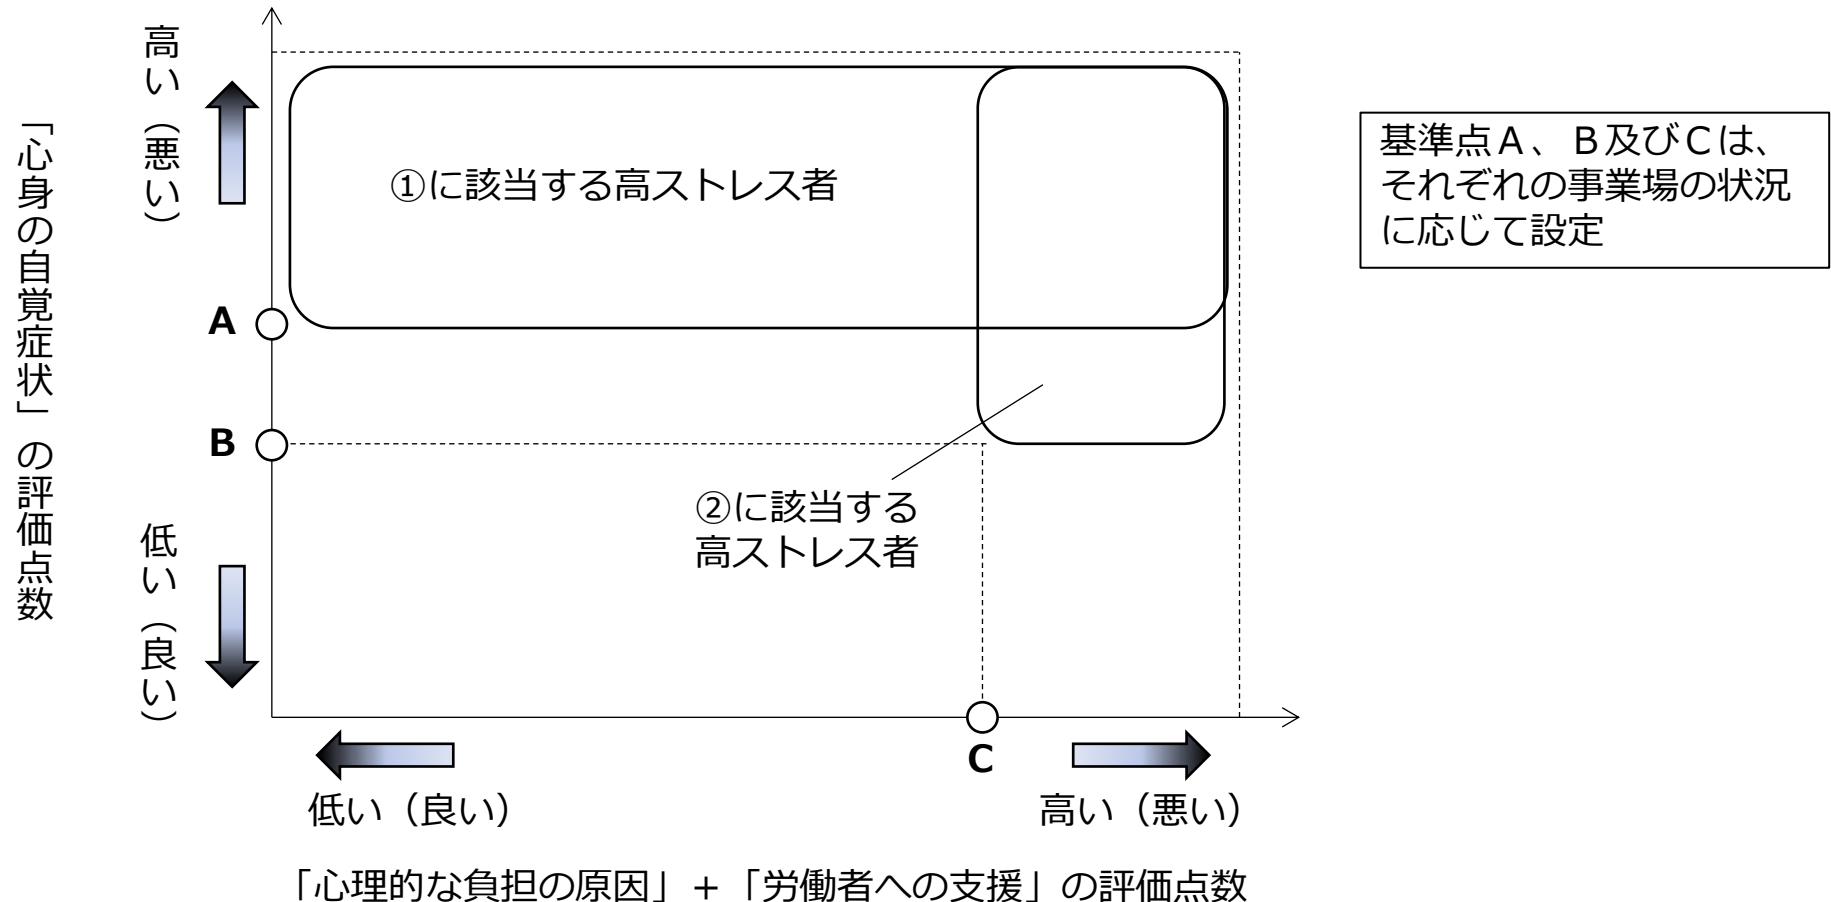 「心身の自覚症状」の評価点数
高い（悪い）
低い（良い）
①に該当する高ストレス者
A
B
②に該当する
高ストレス者
C
低い（良い）
高い（悪い）
「心理的な負担の原因」＋「労働者への支援」の評価点数
基準点Ａ、Ｂ及びＣは、
それぞれの事業場の状況
に応じて設定